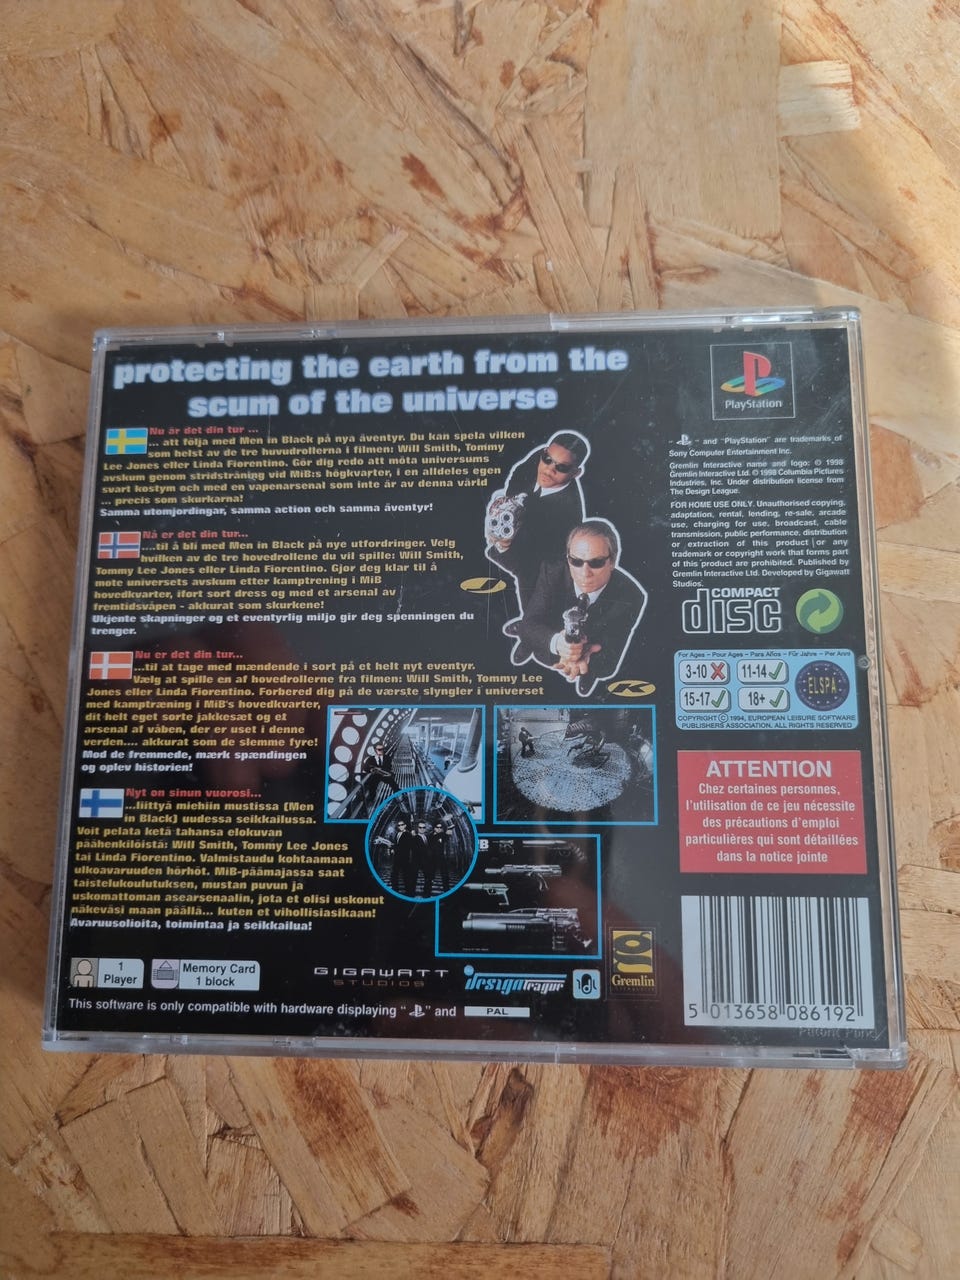 protecting the earth from the
scum of the universe
Nu är det din tur ...
... att följa med Men in Black på nya äventyr. Du kan spela vilken
som helst av de tre huvudrollerna i filmen: Will Smith, Tommy
Lee Jones eller Linda Fiorentino. Gör dig redo att möta universums
avskum genom stridsträning vid MiB:s högkvarter, i en alldeles egen
svart kostym och med en vapenarsenal som inte är av denna värld
... precis som skurkarna!
Samma utomjordingar, samma action och samma äventyr!
Nå er det din tur...
....til å bli med Men in Black på nye utfordringer. Velg
hvilken av de tre hovedrollene du vil spille: Will Smith,
Tommy Lee Jones eller Linda Fiorentino. Gjør deg klar til å
møte universets avskum etter kamptrening i MiB
hovedkvarter, ifort sort dress og med et arsenal av
fremtidsvåpen - akkurat som skurkene!
Ukjente skapninger og et eventyrlig miljo gir deg spenningen du
trenger.
Nu er det din tur...
...til at tage med mændende i sort på et helt nyt eventyr.
Vælg at spille en af hovedrollerne fra filmen: Will Smith, Tommy Lee
Jones eller Linda Fiorentino. Forbered dig på de værste slyngler i universet
med kamptræning i MiB's hovedkvarter,
dit helt eget sorte jakkesæt og et
arsenal af våben, der er uset i denne
verden.... akkurat som de slemme fyre!
Mød de fremmede, mærk spændingen
og oplev historien!
Nyt on sinun vuorosi...
...liittyä miehiin mustissa [Men
in Black] uudessa seikkailussa.
Voit pelata ketä tahansa elokuvan
päähenkilöistä: Will Smith, Tommy Lee Jones
tai Linda Fiorentino. Valmistaudu kohtaamaan
ulkoavaruuden hörhöt. MiB-päämajassa saat
taistelukoulutuksen, mustan puvun ja
uskomattoman asearsenaalin, jota et olisi uskonut
näkeväsi maan päällä... kuten et vihollisiasikaan!
Avaruusolioita, toimintaa ja seikkailua!
J
K
1
Player
Memory Card
1 block
GIGAWATT
STUDIOS
design league
idl
g
Gremlin
This software is only compatible with hardware displaying " " and PAL
PlayStation
" " and "PlayStation" are trademarks of
Sony Computer Entertainment Inc.
Gremlin Interactive name and logo: © 1998
Gremlin Interactive Ltd. © 1998 Columbia Pictures
Industries, Inc. Under distribution license from
The Design League.
FOR HOME USE ONLY. Unauthorised copying,
adaptation, rental, lending, re-sale, arcade
use, charging for use, broadcast, cable
transmission, public performance, distribution
or extraction of this product or any
trademark or copyright work that forms part
of this product are prohibited. Published by
Gremlin Interactive Ltd. Developed by Gigawatt
Studios.
COMPACT
disc
For Ages - Pour Ages - Para Años - Für Jahre - Per Anni
3-10 11-14
15-17 18+
ELSPA
COPYRIGHT © 1994, EUROPEAN LEISURE SOFTWARE
PUBLISHERS ASSOCIATION. ALL RIGHTS RESERVED
ATTENTION
Chez certaines personnes,
l'utilisation de ce jeu nécessite
des précautions d'emploi
particulières qui sont détaillées
dans la notice jointe
5 013658 086192